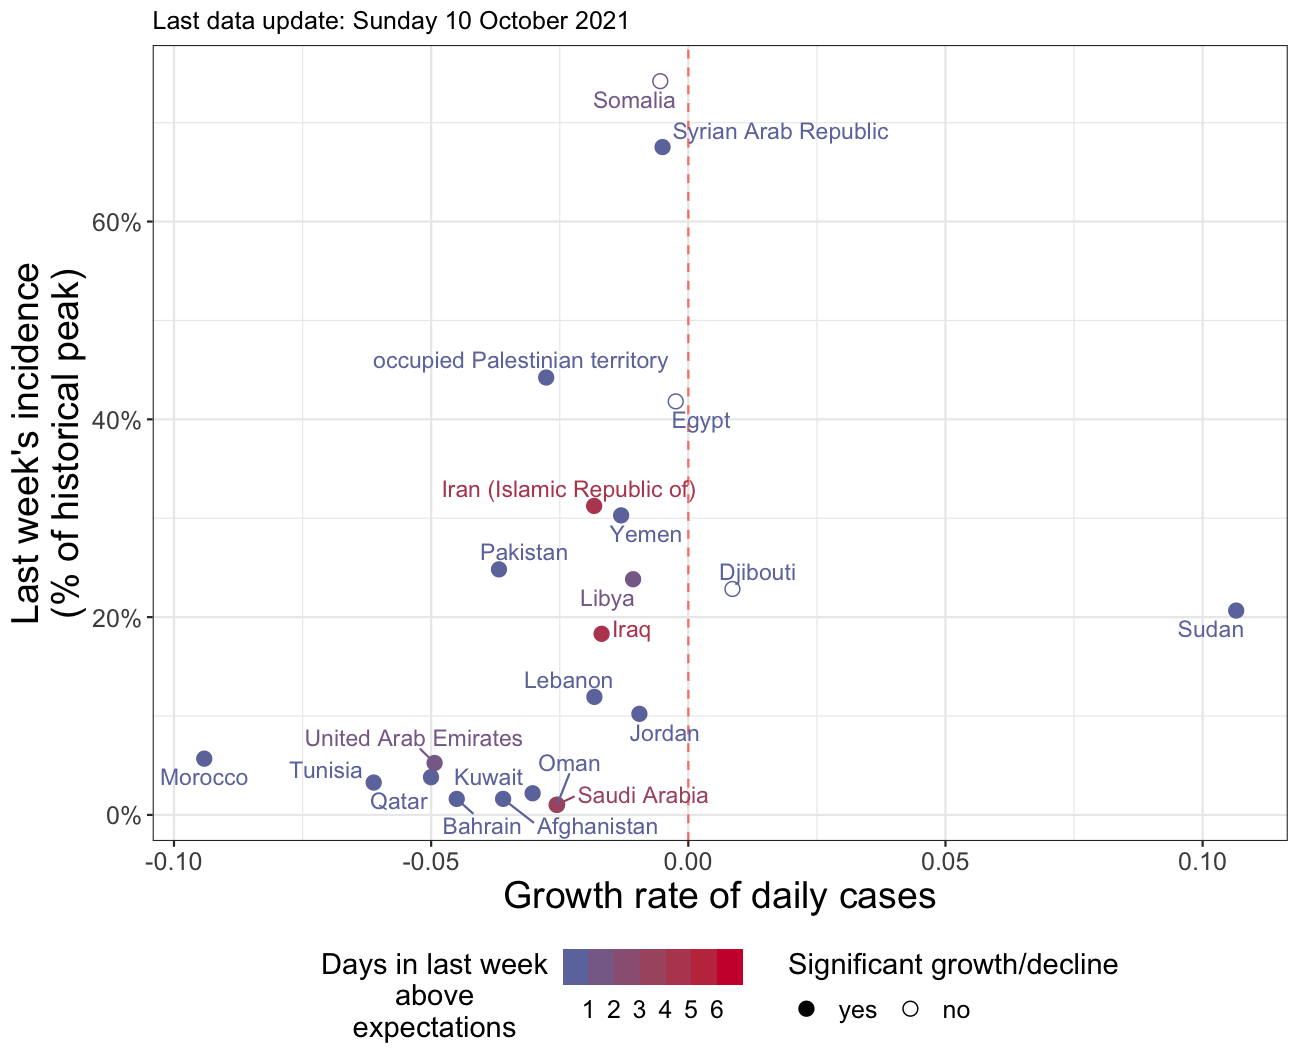 Last data update: Sunday 10 October 2021
Last week's incidence
(% of historical peak)
60%
40%
20%
0%
Somalia
Syrian Arab Republic
occupied Palestinian territory
Egypt
Iran (Islamic Republic of)
Yemen
Pakistan
Djibouti
Libya
Sudan
Iraq
Lebanon
Jordan
United Arab Emirates
Oman
Tunisia
Kuwait
Morocco
Saudi Arabia
Qatar
Bahrain
Afghanistan
-0.10
-0.05
0.00
0.05
0.10
Growth rate of daily cases
Days in last week
above
expectations
1 2 3 4 5 6
Significant growth/decline
yes
no